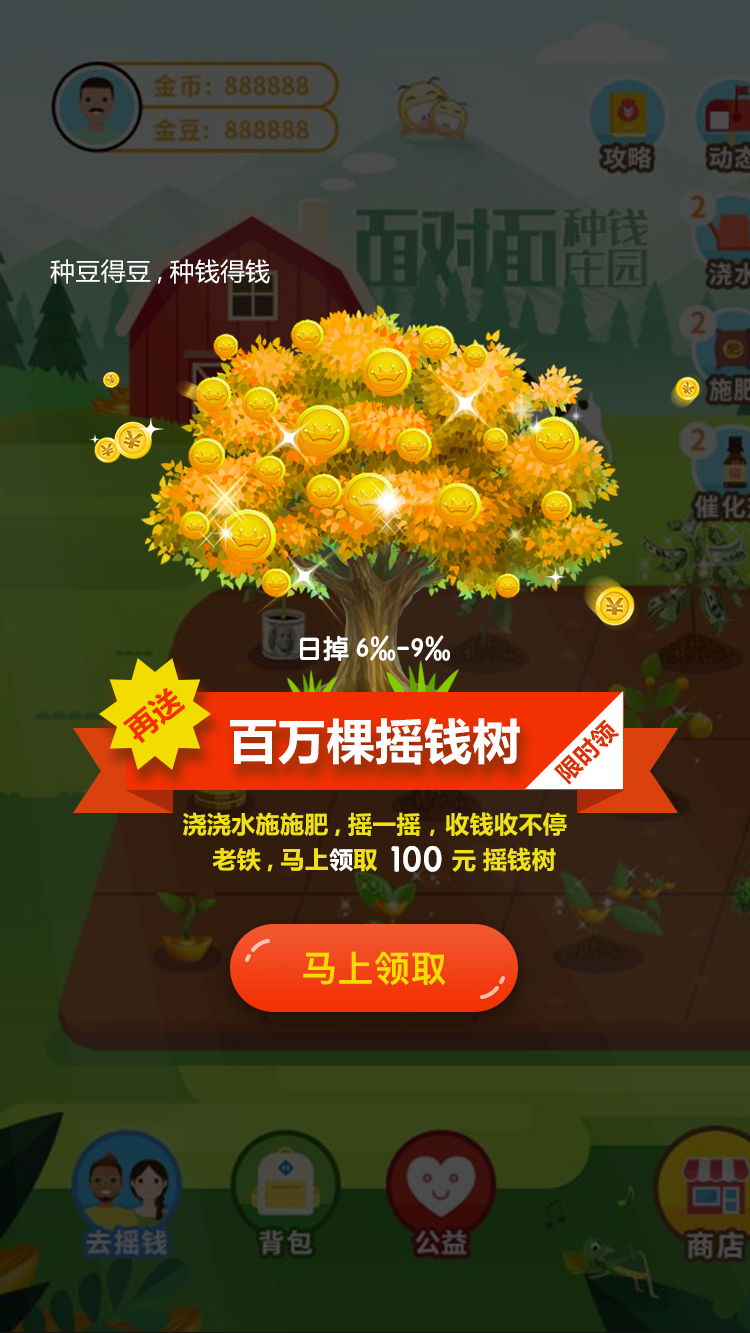 金币：888888
金豆：888888
攻略
动态
面对面
种钱
庄园
种豆得豆，种钱得钱
2
浇水
2
施肥
2
日掉 6‰-9‰
再送
百万棵摇钱树
限时领
浇浇水施施肥，摇一摇，收钱收不停
老铁，马上领取 100 元 摇钱树
马上领取
去摇钱
背包
公益
商店